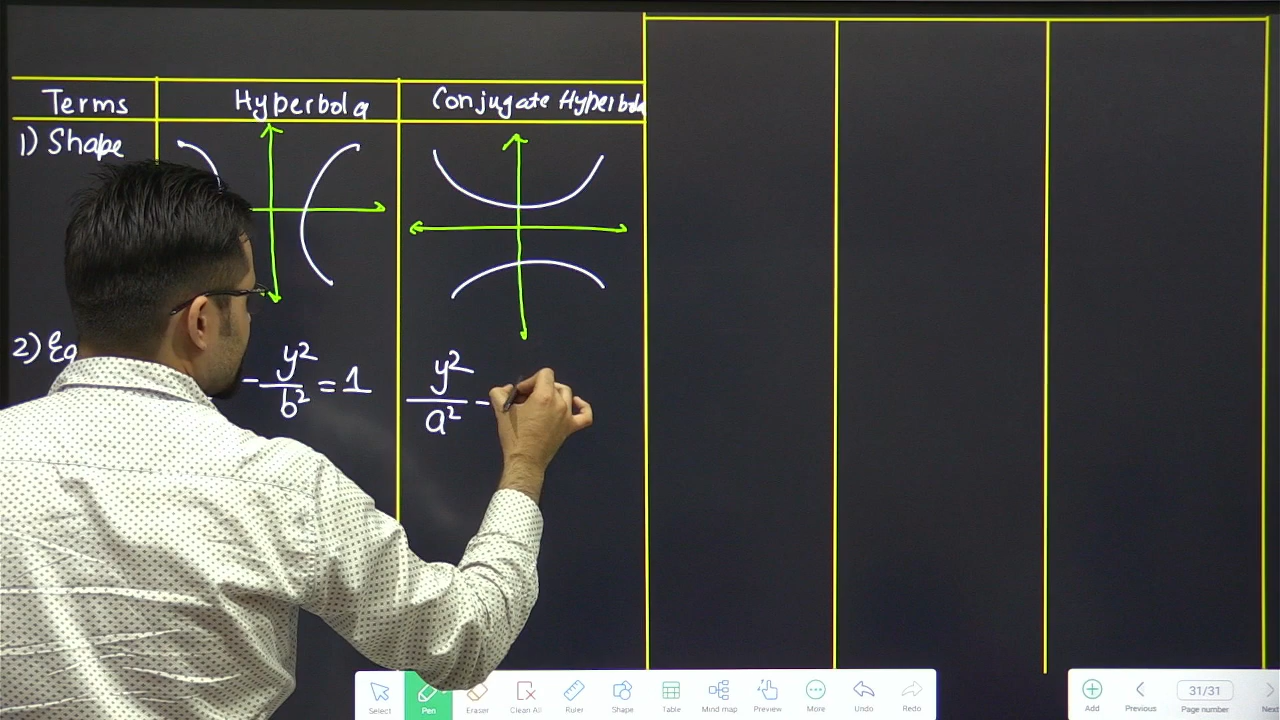 Terms Hyperbola Conjugate Hyperbola
1) Shape
2) Eq - y²/b² = 1 y²/a² -
Select Pen Eraser Clean All Ruler Shape Table Mind map Preview More Undo Redo Add Previous 31/31 Page number Next